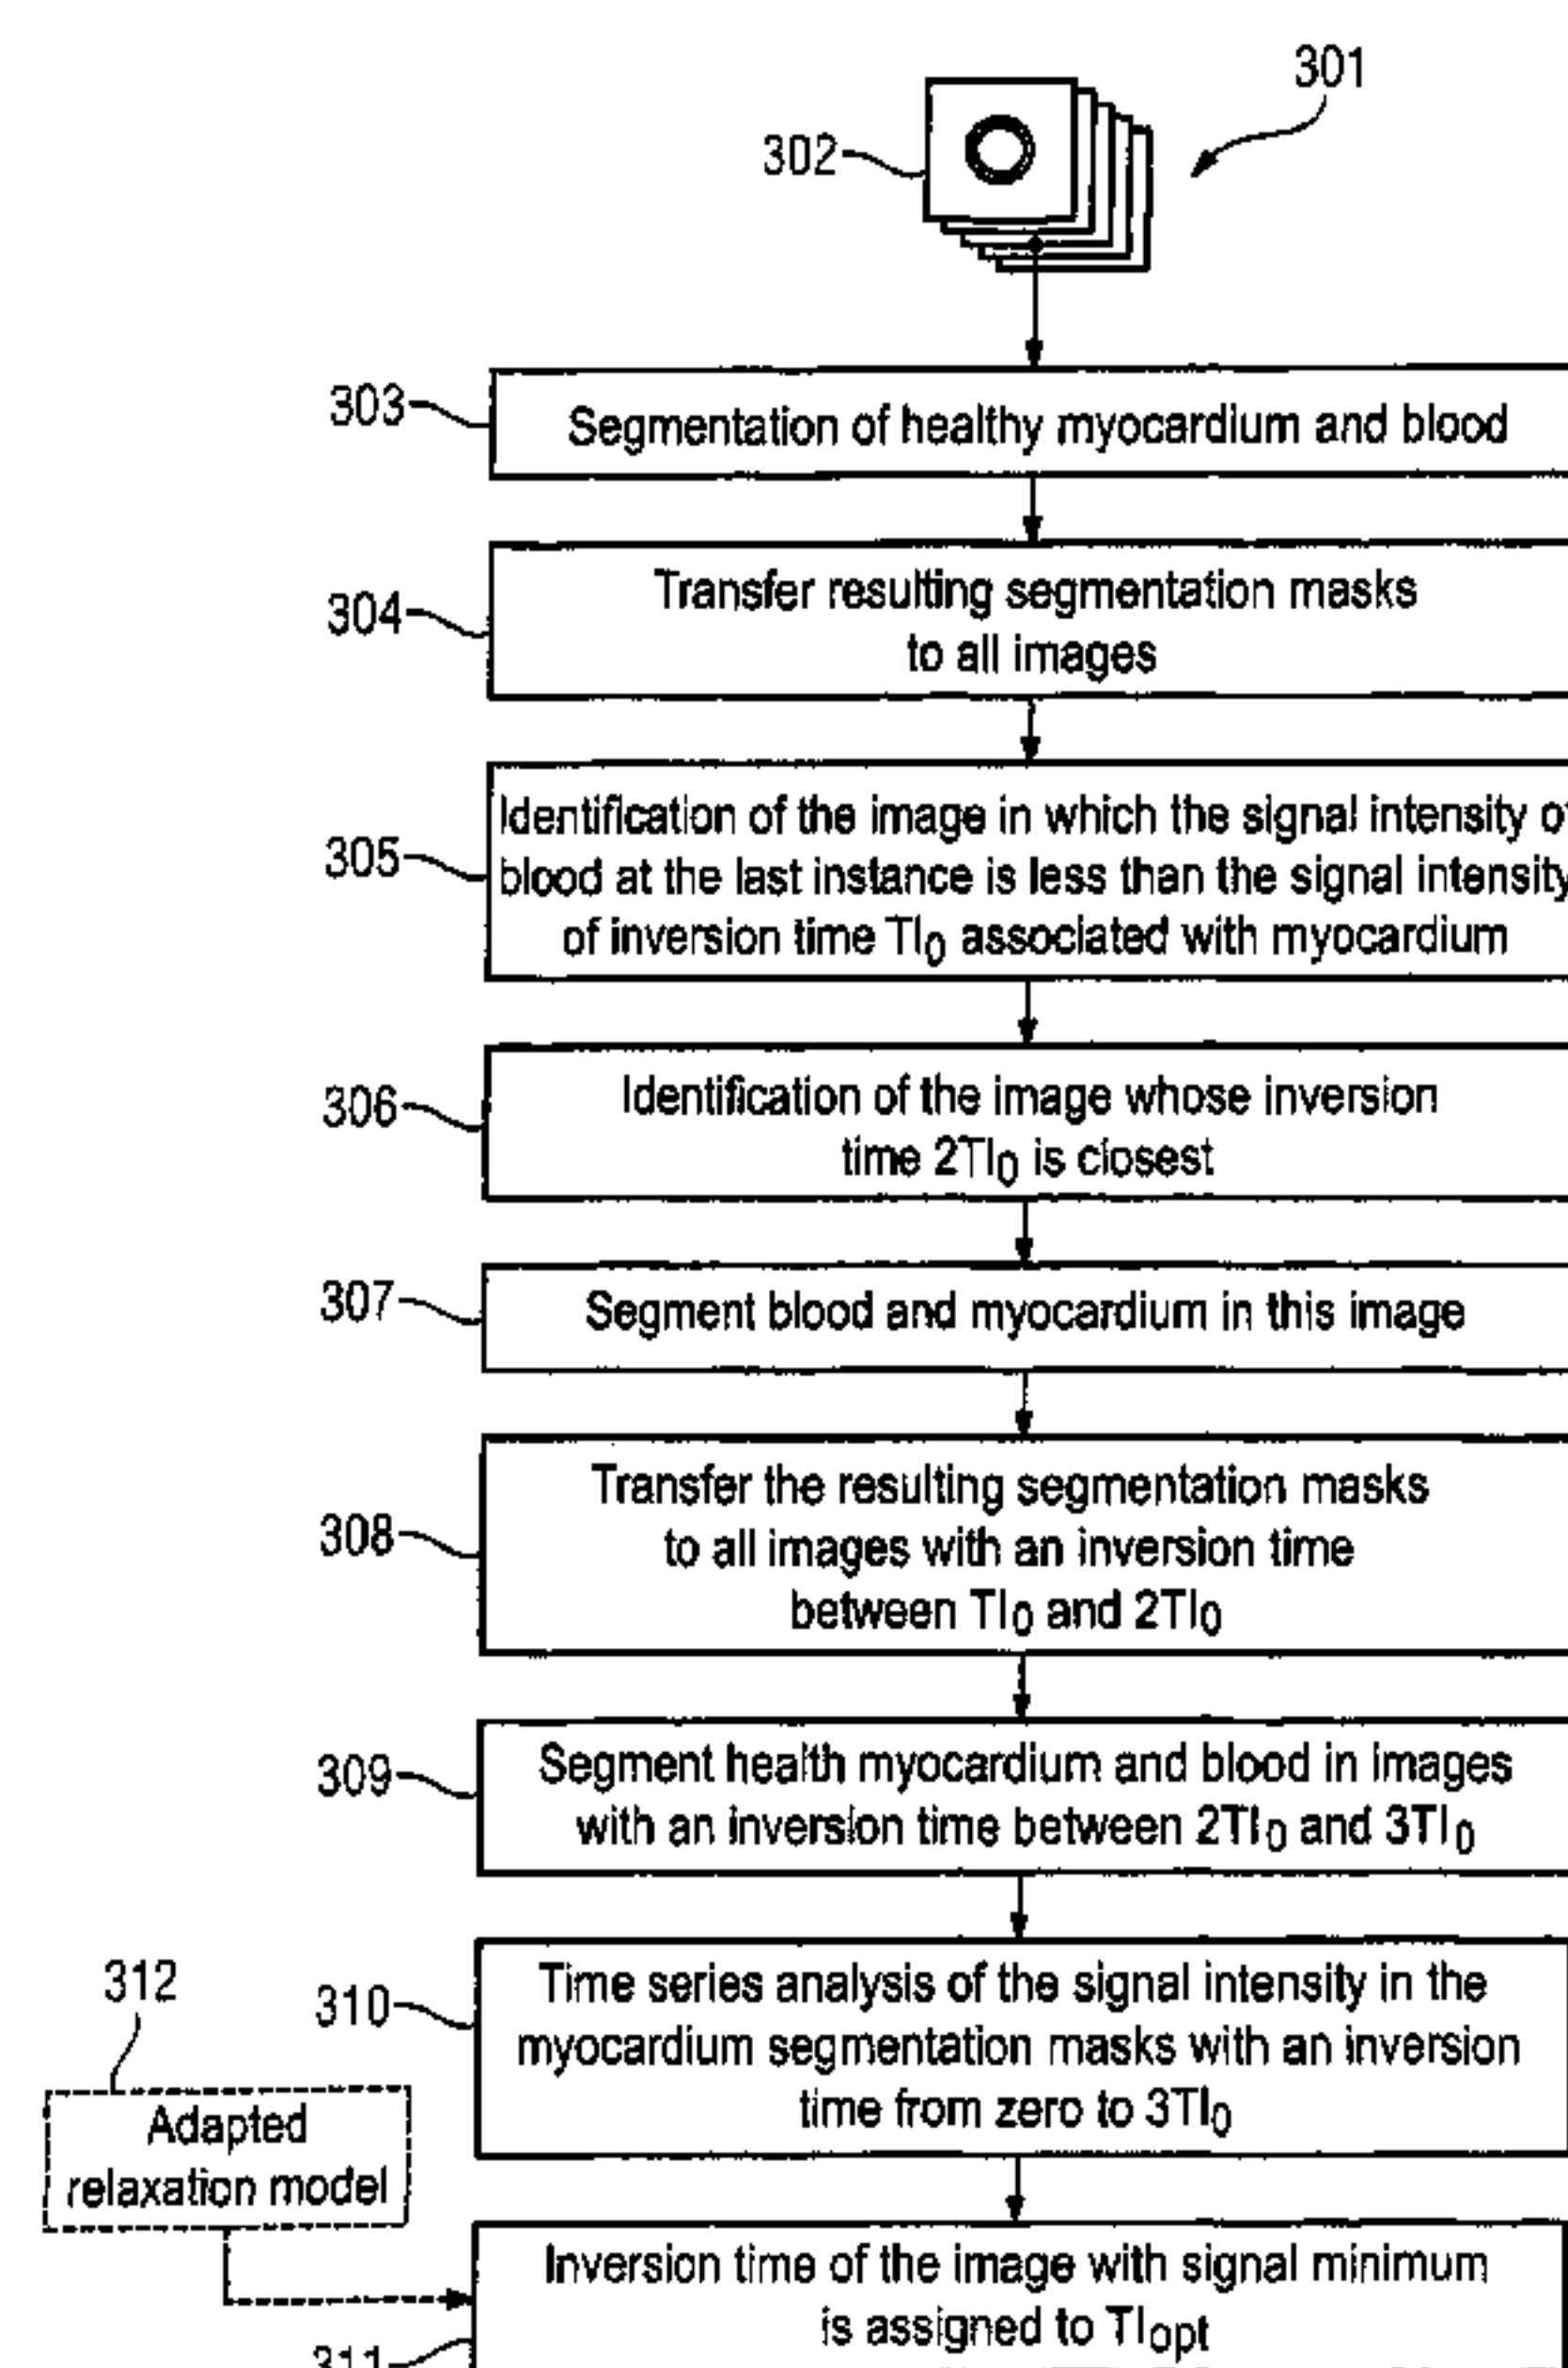 301
302
303
Segmentation of healthy myocardium and blood
304
Transfer resulting segmentation masks
to all images
305
Identification of the image in which the signal intensity of
blood at the last instance is less than the signal intensity
of inversion time TI0 associated with myocardium
306
Identification of the image whose inversion
time 2TI0 is closest
307
Segment blood and myocardium in this image
308
Transfer the resulting segmentation masks
to all images with an inversion time
between TI0 and 2TI0
309
Segment health myocardium and blood in images
with an inversion time between 2TI0 and 3TI0
310
Time series analysis of the signal intensity in the
myocardium segmentation masks with an inversion
time from zero to 3TI0
312
Adapted
relaxation model
311
Inversion time of the image with signal minimum
is assigned to TIopt